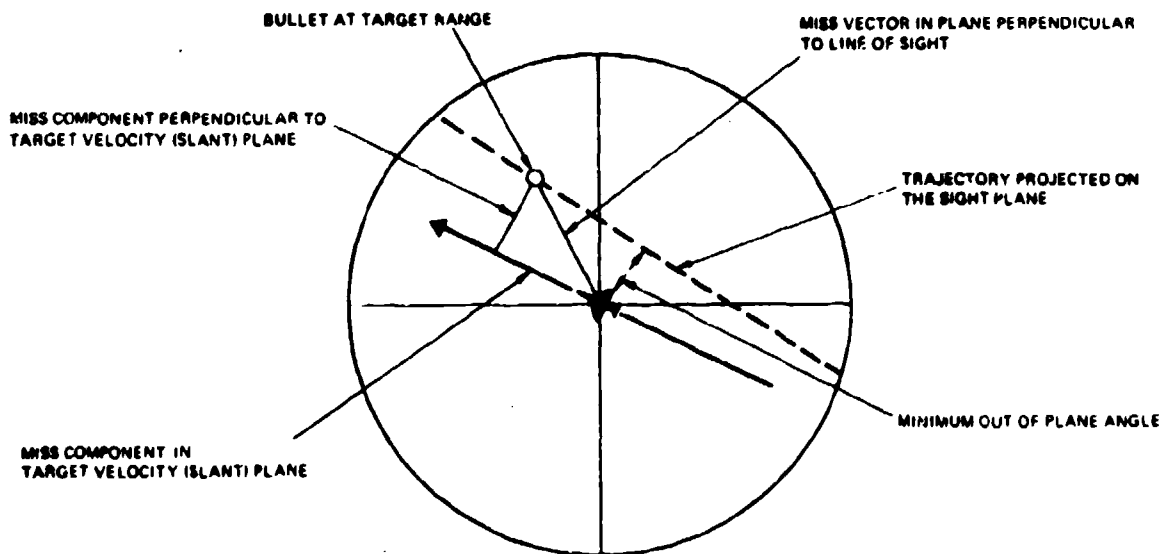 BULLET AT TARGET RANGE
MISS VECTOR IN PLANE PERPENDICULAR
TO LINE OF SIGHT
MISS COMPONENT PERPENDICULAR TO
TARGET VELOCITY (SLANT) PLANE
TRAJECTORY PROJECTED ON
THE SIGHT PLANE
MINIMUM OUT OF PLANE ANGLE
MISS COMPONENT IN
TARGET VELOCITY (SLANT) PLANE